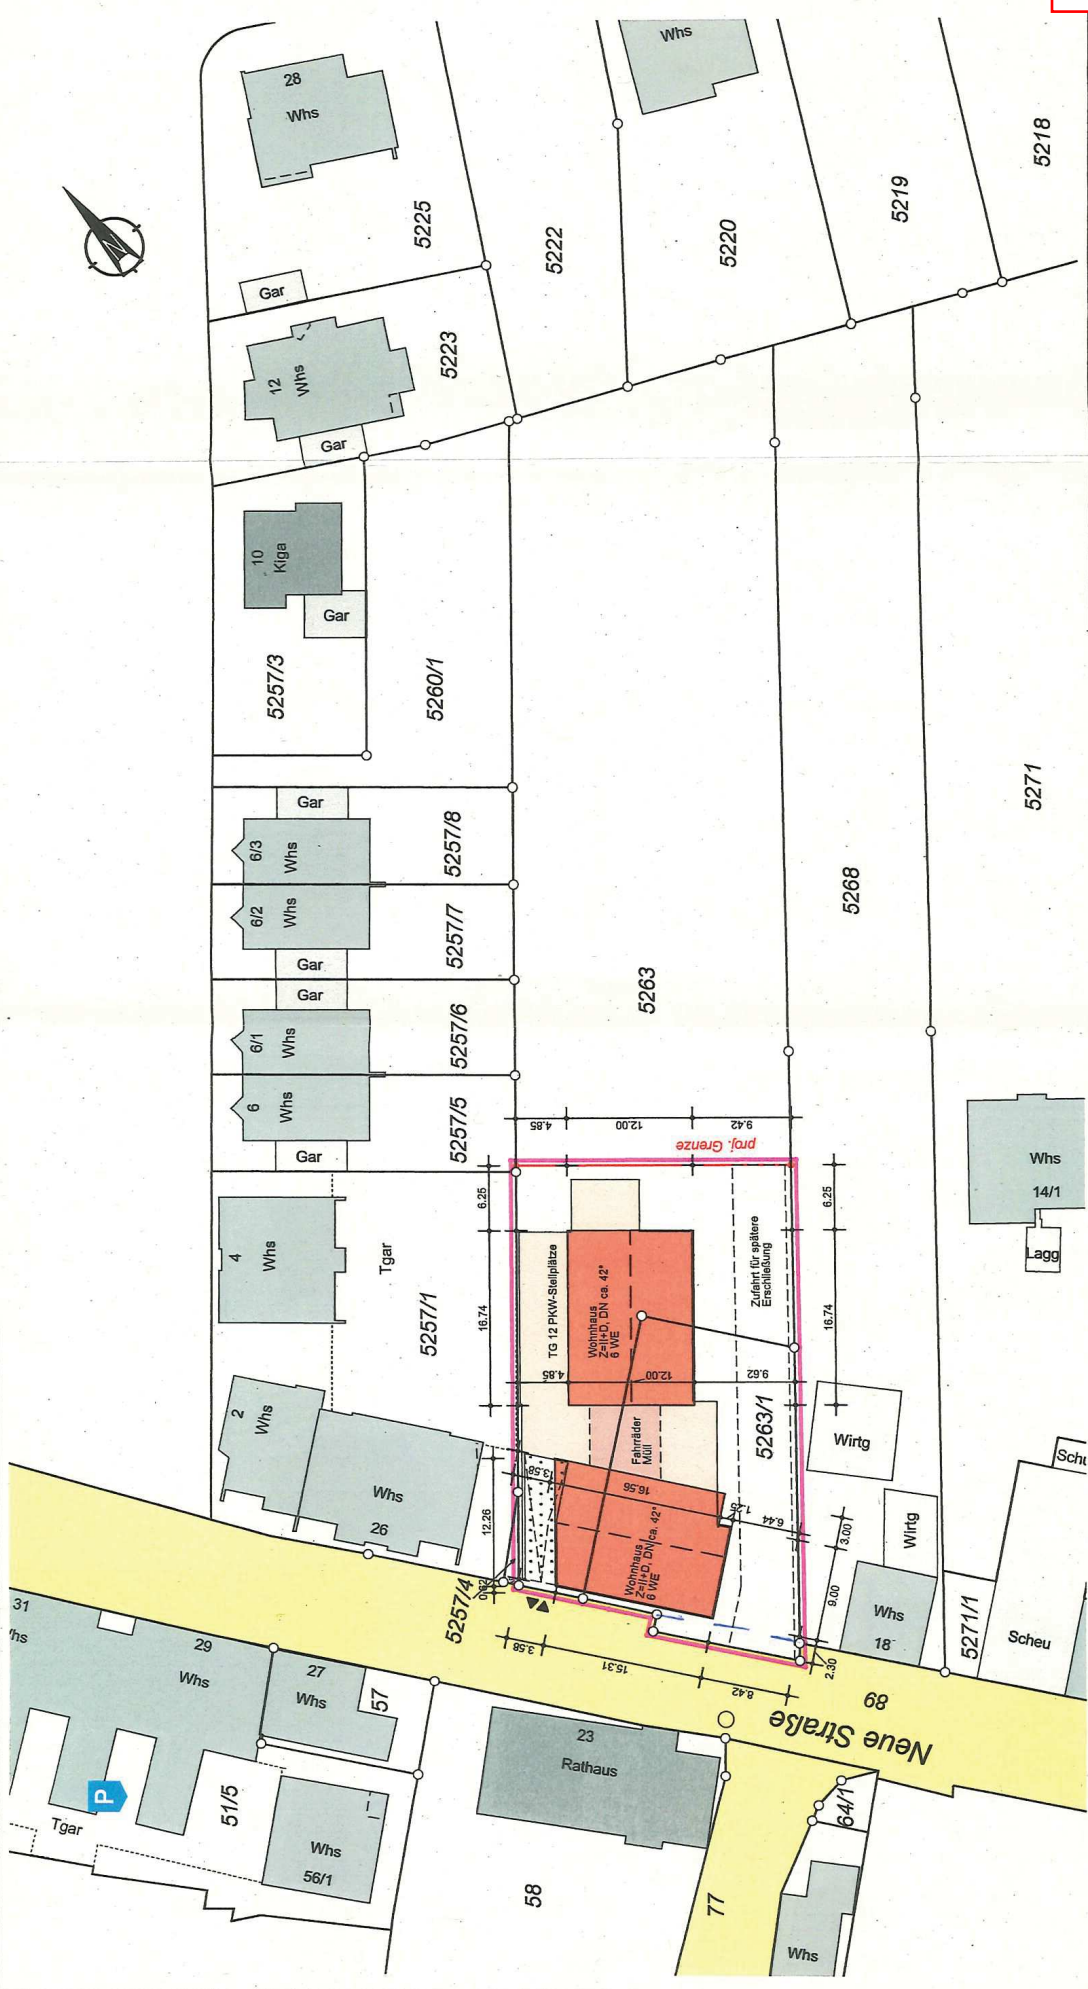 28
Whs
Whs
5218
5219
5225
5222
5220
N
Gar
12
Whs
5223
Gar
10
Kiga
Gar
5257/3
5260/1
Gar
6/3
Whs
5257/8
5271
6/2
Whs
5257/7
5268
Gar
Gar
5263
6/1
Whs
5257/6
6
Whs
5257/5
4.85
12.00
9.42
proj. Grenze
Gar
Whs
14/1
Lagg
6.25
6.25
4
Whs
Tgar
5257/1
16.74
TG 12 PKW-Stellplätze
Wohnhaus
Z=II+D, DN ca. 42°
6 WE
Zufahrt für spätere
Erschließung
16.74
4.85
12.00
9.62
2
Whs
Fahrräder
Müll
5263/1
Wirtg
Whs
26
12.26
13.58
16.56
1.25
6.44
3.00
Wohnhaus
Z=II+D, DN ca. 42°
6 WE
Wirtg
9.00
5257/4
Whs
18
5271/1
Scheu
2.30
31
29
Whs
27
Whs
57
3.58
15.31
8.42
89
Neue Straße
23
Rathaus
P
51/5
Tgar
Whs
56/1
64/1
58
77
Whs